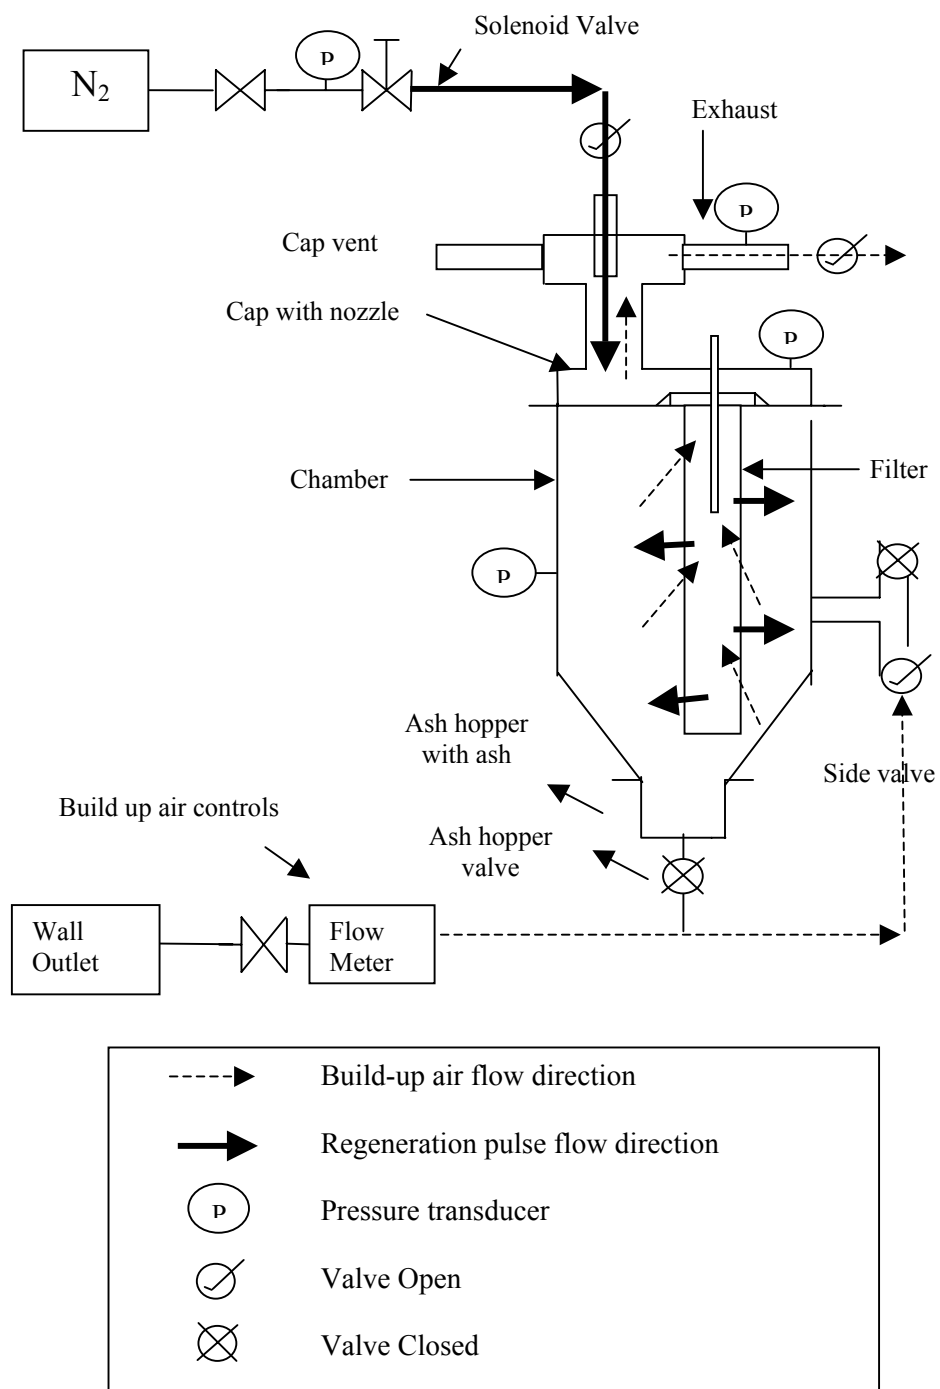 Solenoid Valve
N₂
P
Exhaust
P
Cap vent
Cap with nozzle
P
Chamber
Filter
P
Ash hopper
with ash
Side valve
Build up air controls
Ash hopper
valve
Wall
Outlet
Flow
Meter
Build-up air flow direction
Regeneration pulse flow direction
P
Pressure transducer
Valve Open
Valve Closed